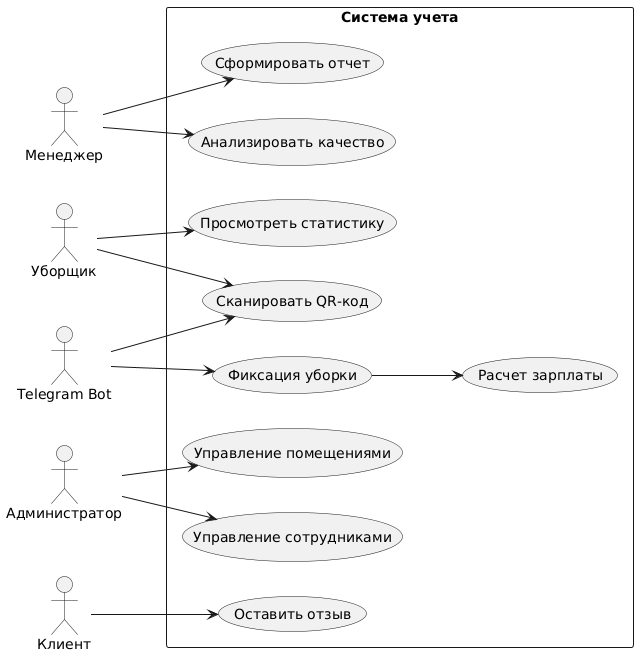 Система учета
Сформировать отчет
Менеджер
Анализировать качество
Просмотреть статистику
Уборщик
Сканировать QR-код
Telegram Bot
Фиксация уборки
Расчет зарплаты
Управление помещениями
Администратор
Управление сотрудниками
Оставить отзыв
Клиент